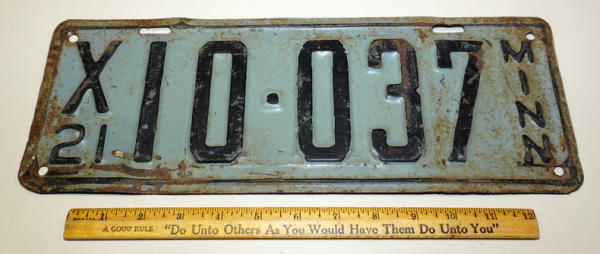 X10·037
21
MINN
1 2 3 4 5 6 7 8 9 10 11 12
A GOOD RULE "Do Unto Others As You Would Have Them Do Unto You"